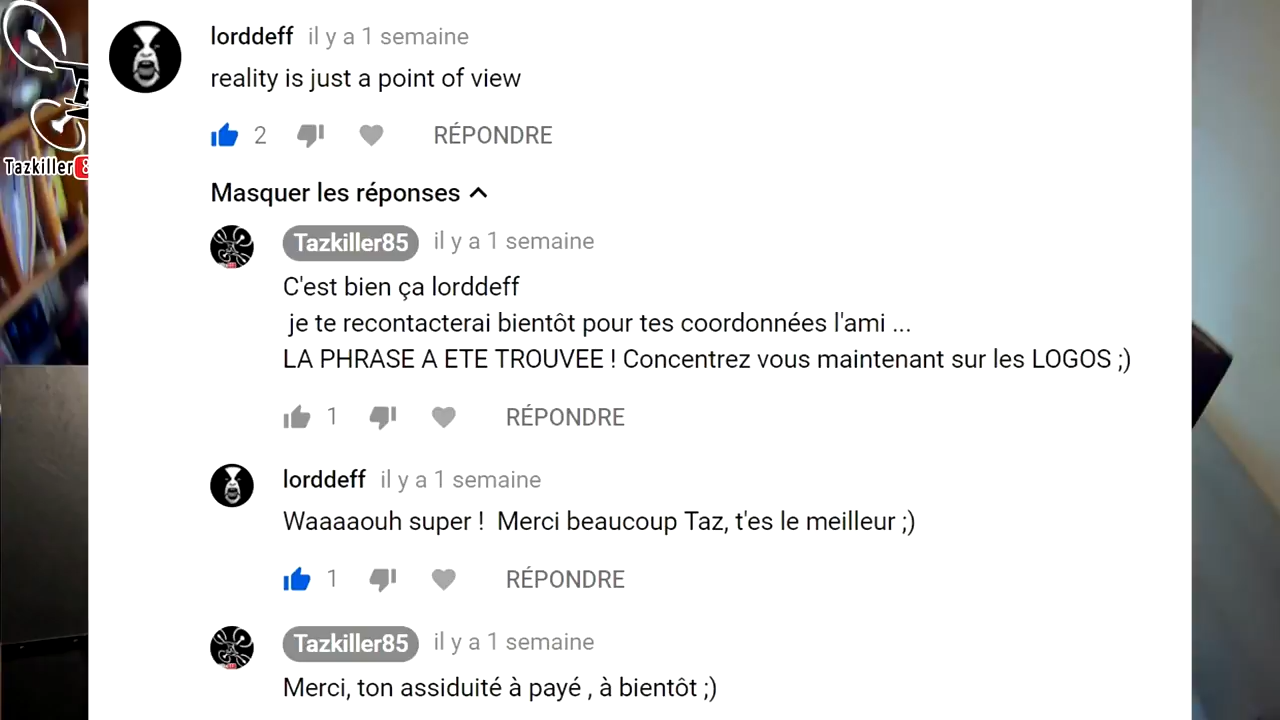 lorddeff il y a 1 semaine
reality is just a point of view
2 RÉPONDRE
Tazkiller8
Masquer les réponses
Tazkiller85 il y a 1 semaine
C'est bien ça lorddeff
je te recontacterai bientôt pour tes coordonnées l'ami ...
LA PHRASE A ETE TROUVEE ! Concentrez vous maintenant sur les LOGOS ;)
1 RÉPONDRE
lorddeff il y a 1 semaine
Waaaaouh super ! Merci beaucoup Taz, t'es le meilleur ;)
1 RÉPONDRE
Tazkiller85 il y a 1 semaine
Merci, ton assiduité à payé , à bientôt ;)